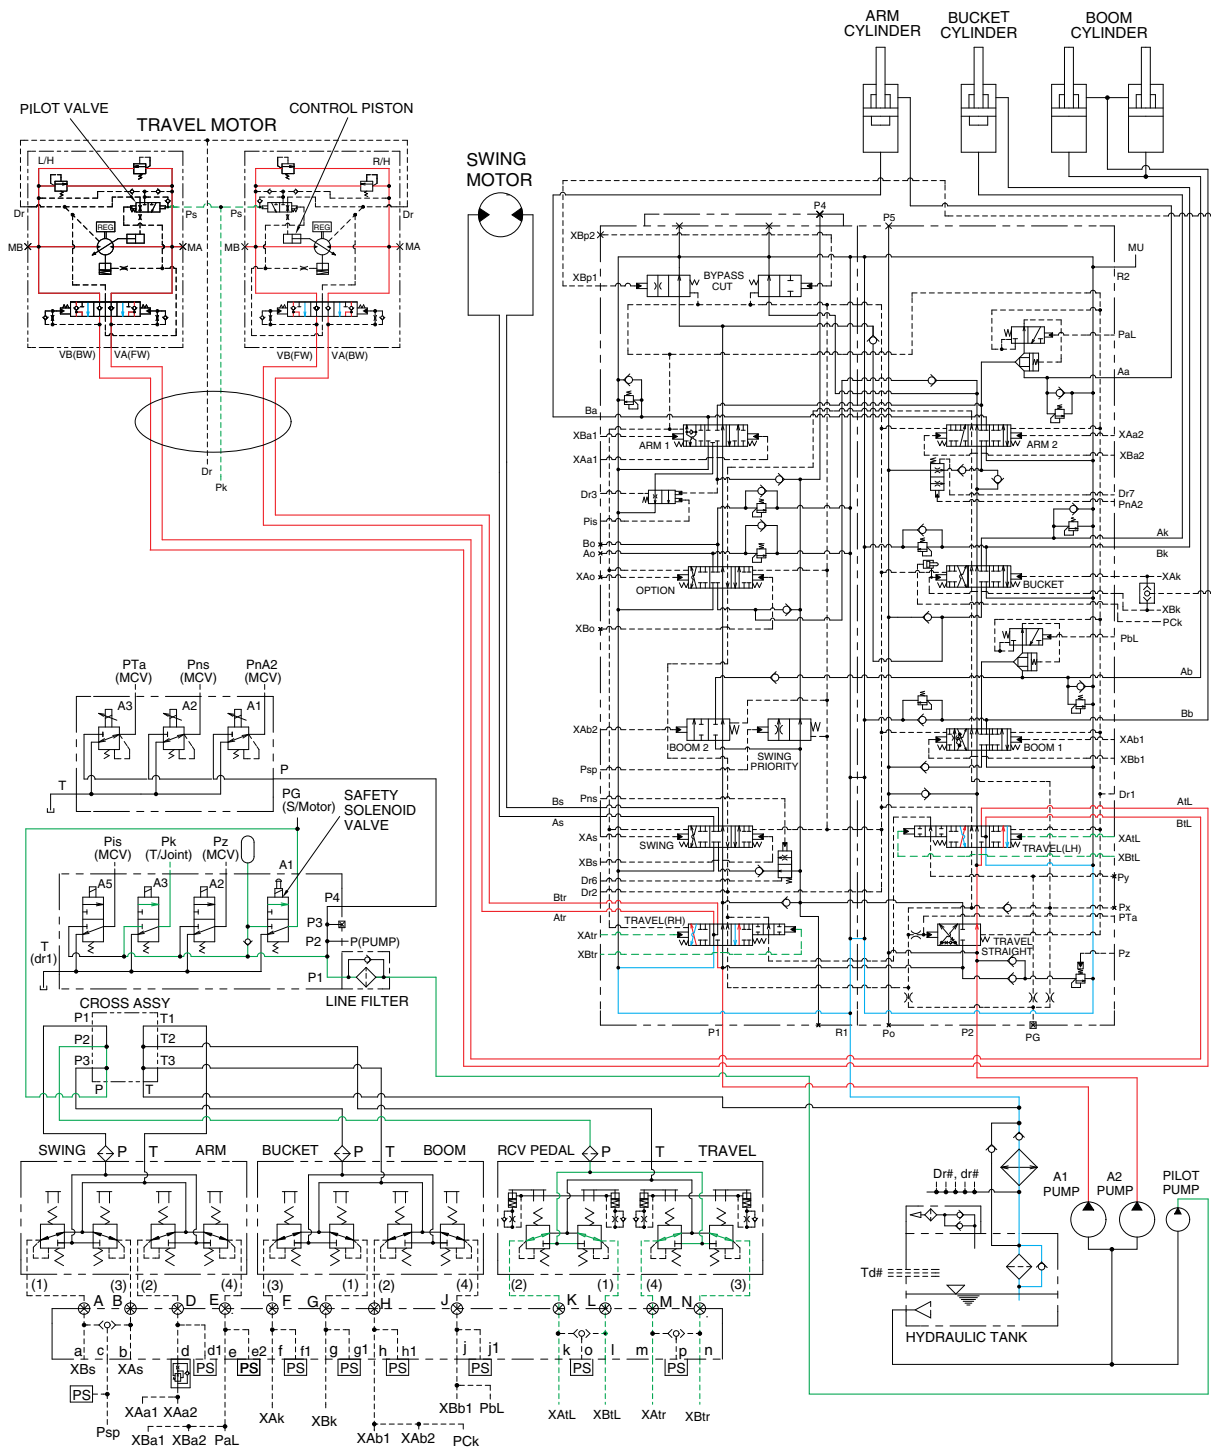 ARM
CYLINDER
BUCKET
CYLINDER
BOOM
CYLINDER
PILOT VALVE
CONTROL PISTON
TRAVEL MOTOR
L/H
R/H
Dr
Ps
Ps
Dr
REG
REG
MB
MA
MB
MA
VB(BW)
VA(FW)
VB(FW)
VA(BW)
Dr
Pk
SWING
MOTOR
P4
P5
XBp2
XBp1
BYPASS
CUT
MU
R2
PaL
Aa
Ba
XBa1
XAa1
ARM 1
ARM 2
XAa2
XBa2
Dr3
Pis
Dr7
PnA2
Bo
Ao
Ak
Bk
XAo
OPTION
BUCKET
XAk
XBk
PCk
XBo
PbL
Ab
Bb
XAb2
BOOM 2
Psp
SWING
PRIORITY
BOOM 1
XAb1
XBb1
Pns
Dr1
Bs
As
AtL
BtL
XAs
SWING
XBs
Dr6
Dr2
TRAVEL(LH)
XAtL
XBtL
Py
Btr
Atr
TRAVEL(RH)
XAtr
XBtr
Px
PTa
TRAVEL
STRAIGHT
Pz
P1
R1
Po
P2
PG
PTa
(MCV)
Pns
(MCV)
PnA2
(MCV)
A3
A2
A1
P
T
PG
(S/Motor)
SAFETY
SOLENOID
VALVE
Pis
(MCV)
Pk
(T/Joint)
Pz
(MCV)
A1
A5
A3
A2
P4
P3
P2
P(PUMP)
P1
T
(dr1)
LINE FILTER
CROSS ASSY
P1
T1
P2
T2
P3
T3
P
T
SWING
P
T
ARM
BUCKET
P
T
BOOM
RCV PEDAL
P
T
TRAVEL
(1)
(3)
(2)
(4)
(3)
(1)
(2)
(4)
(2)
(1)
(4)
(3)
A
B
D
E
F
G
H
J
K
L
M
N
a
c
b
d
d1
e
e2
f
f1
g
g1
h
h1
j
j1
k
o
l
m
p
n
XBs
XAs
PS
PS
PS
PS
PS
PS
PS
PS
PS
Psp
XAa1
XAa2
XBa1
XBa2
PaL
XAk
XBk
XAb1
XAb2
PCk
XBb1
PbL
XAtL
XBtL
XAtr
XBtr
Dr#, dr#
Td#
HYDRAULIC TANK
A1
PUMP
A2
PUMP
PILOT
PUMP